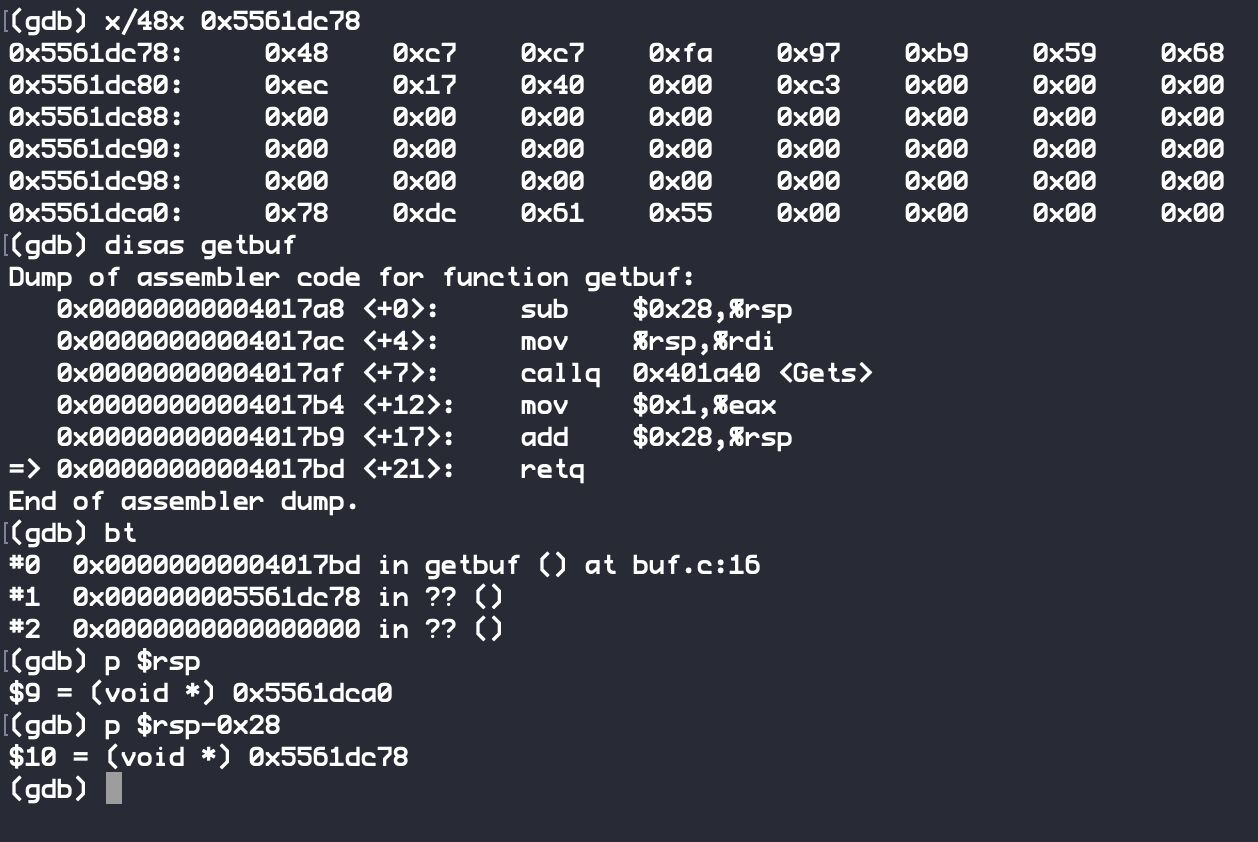 (gdb) x/48x 0x5561dc78
0x5561dc78:     0x48    0xc7    0xc7    0xfa    0x97    0xb9    0x59    0x68
0x5561dc80:     0xec    0x17    0x40    0x00    0xc3    0x00    0x00    0x00
0x5561dc88:     0x00    0x00    0x00    0x00    0x00    0x00    0x00    0x00
0x5561dc90:     0x00    0x00    0x00    0x00    0x00    0x00    0x00    0x00
0x5561dc98:     0x00    0x00    0x00    0x00    0x00    0x00    0x00    0x00
0x5561dca0:     0x78    0xdc    0x61    0x55    0x00    0x00    0x00    0x00
(gdb) disas getbuf
Dump of assembler code for function getbuf:
   0x00000000004017a8 <+0>:     sub    $0x28,%rsp
   0x00000000004017ac <+4>:     mov    %rsp,%rdi
   0x00000000004017af <+7>:     callq  0x401a40 <Gets>
   0x00000000004017b4 <+12>:    mov    $0x1,%eax
   0x00000000004017b9 <+17>:    add    $0x28,%rsp
=> 0x00000000004017bd <+21>:    retq
End of assembler dump.
(gdb) bt
#0  0x00000000004017bd in getbuf () at buf.c:16
#1  0x000000005561dc78 in ?? ()
#2  0x0000000000000000 in ?? ()
(gdb) p $rsp
$9 = (void *) 0x5561dca0
(gdb) p $rsp-0x28
$10 = (void *) 0x5561dc78
(gdb)